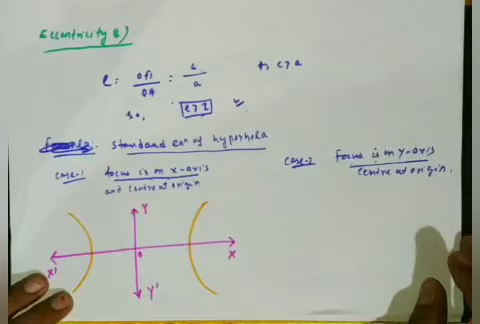 Eccentricity e)
e = OF1/OA = c/a
c > a
so, e>1
Standard eqn of hyperbola
case-1 focus is on x-axis
and centre at origin
case-2 Focus is on y-axis
centre at origin.
Y
X'
O
X
Y'